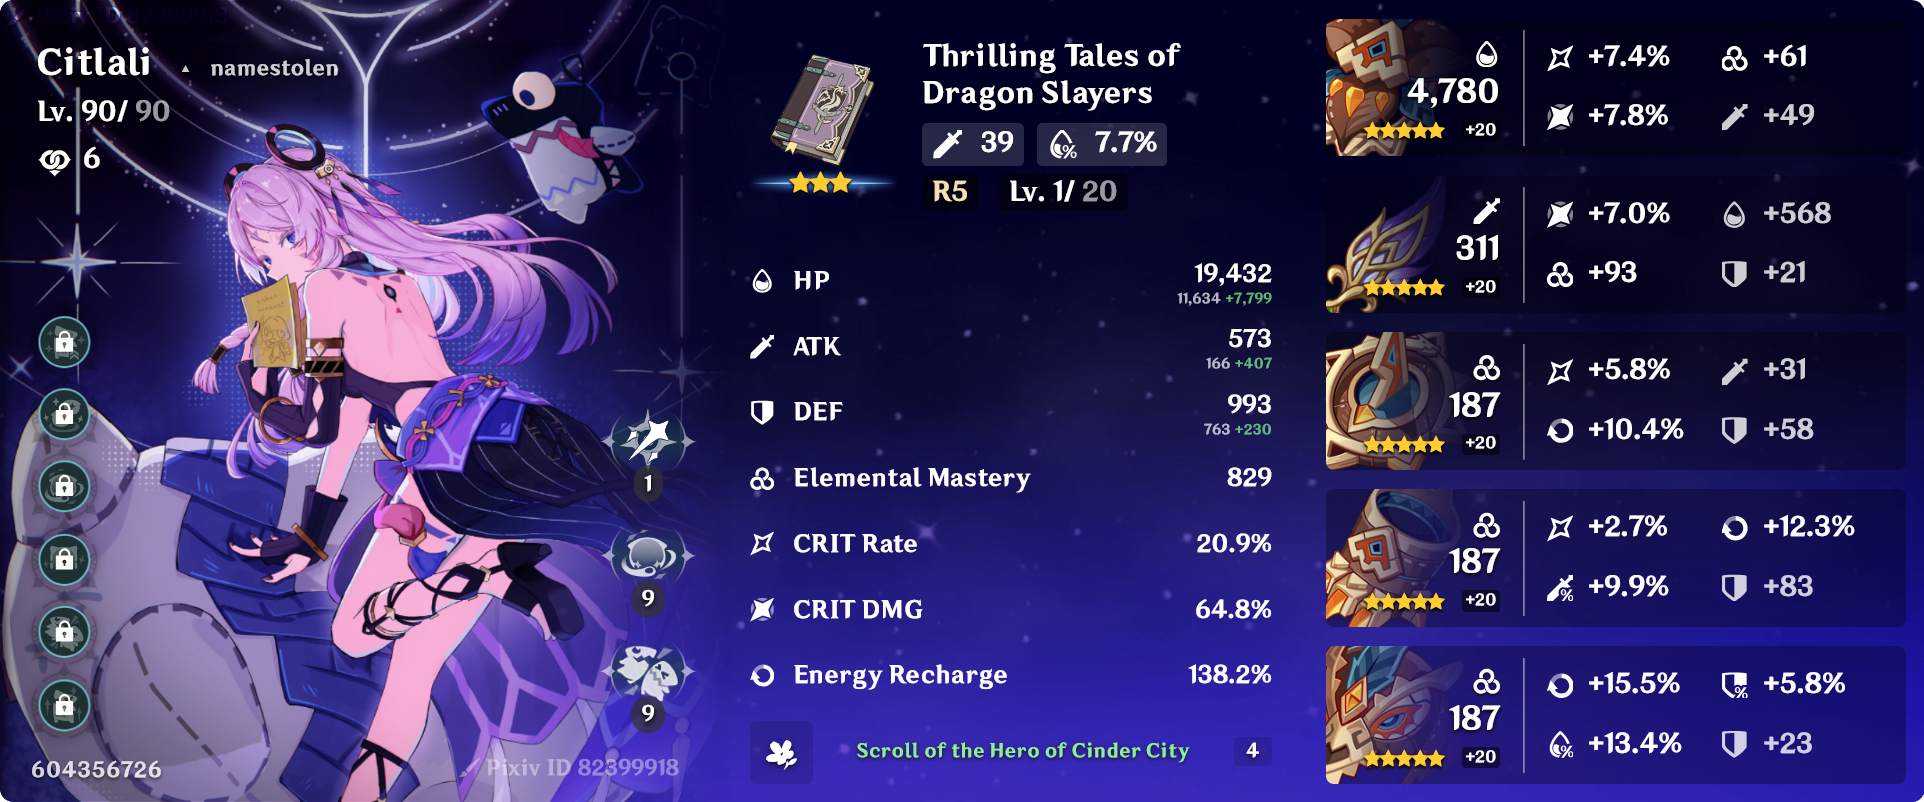 Citlali ▲ namestolen
Lv. 90/ 90
6
1
9
9
604356726
Pixiv ID 82399918
Thrilling Tales of
Dragon Slayers
39 7.7%
R5 Lv. 1/ 20
HP 19,432
11,634 +7,799
ATK 573
166 +407
DEF 993
763 +230
Elemental Mastery 829
CRIT Rate 20.9%
CRIT DMG 64.8%
Energy Recharge 138.2%
Scroll of the Hero of Cinder City 4
4,780
+20
+7.4% +61
+7.8% +49
311
+20
+7.0% +568
+93 +21
187
+20
+5.8% +31
+10.4% +58
187
+20
+2.7% +12.3%
+9.9% +83
187
+20
+15.5% +5.8%
+13.4% +23